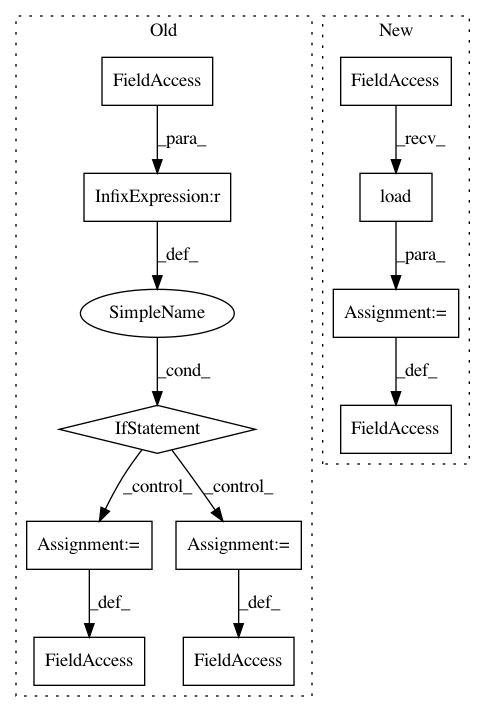 Old
New
FieldAccess
FieldAccess
_para_
_recv_
InfixExpression:r
load
_def_
_para_
SimpleName
Assignment:=
_cond_
_def_
IfStatement
FieldAccess
_control_
_control_
Assignment:=
Assignment:=
_def_
_def_
FieldAccess
FieldAccess